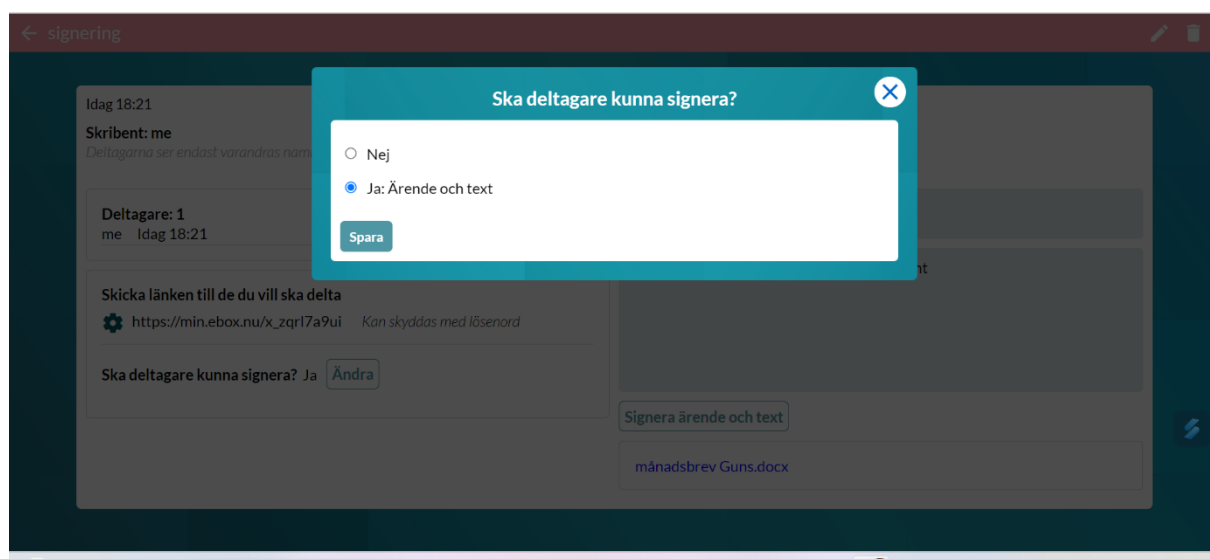 signering
Ska deltagare kunna signera?
Nej
Ja: Ärende och text
Spara
Idag 18:21
Skribent: me
Deltagarna ser endast varandras
Deltagare: 1
me Idag 18:21
Skicka länken till de du vill ska delta
https://min.ebox.nu/x_zqrl7a9ui Kan skyddas med lösenord
Ska deltagare kunna signera? Ja Ändra
Signera ärende och text
månadsbrev Guns.docx